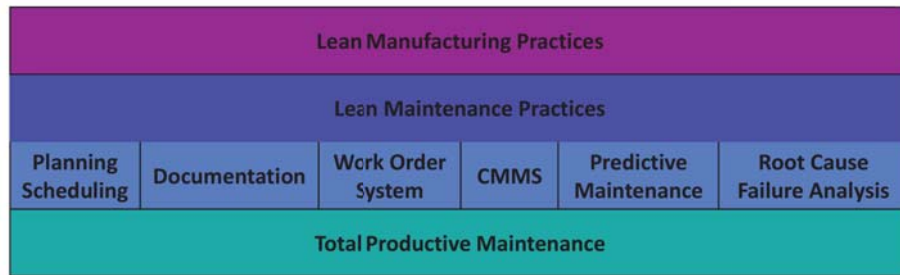 Lean Manufacturing Practices
Lean Maintenance Practices
Planning
Scheduling
Documentation
Work Order
System
CMMS
Predictive
Maintenance
Root Cause
Failure Analysis
Total Productive Maintenance